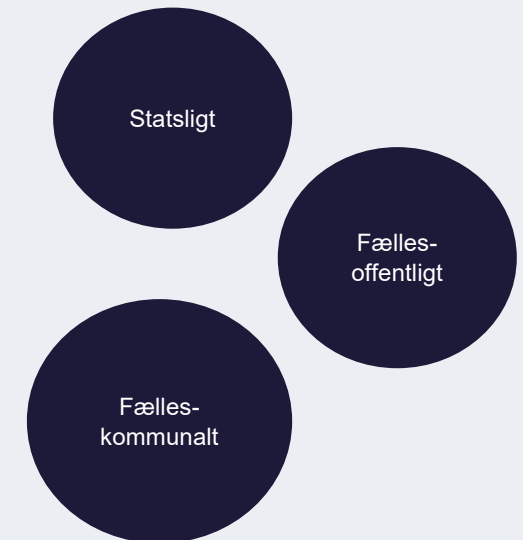 Statsligt
Fælles-
offentligt
Fælles-
kommunalt